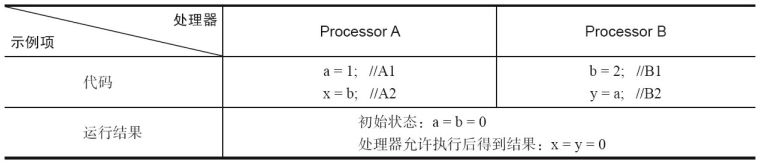 处理器
示例项
Processor A
Processor B
代码
a = 1; //A1
x = b; //A2
b = 2; //B1
y = a; //B2
运行结果
初始状态：a = b = 0
处理器允许执行后得到结果：x = y = 0